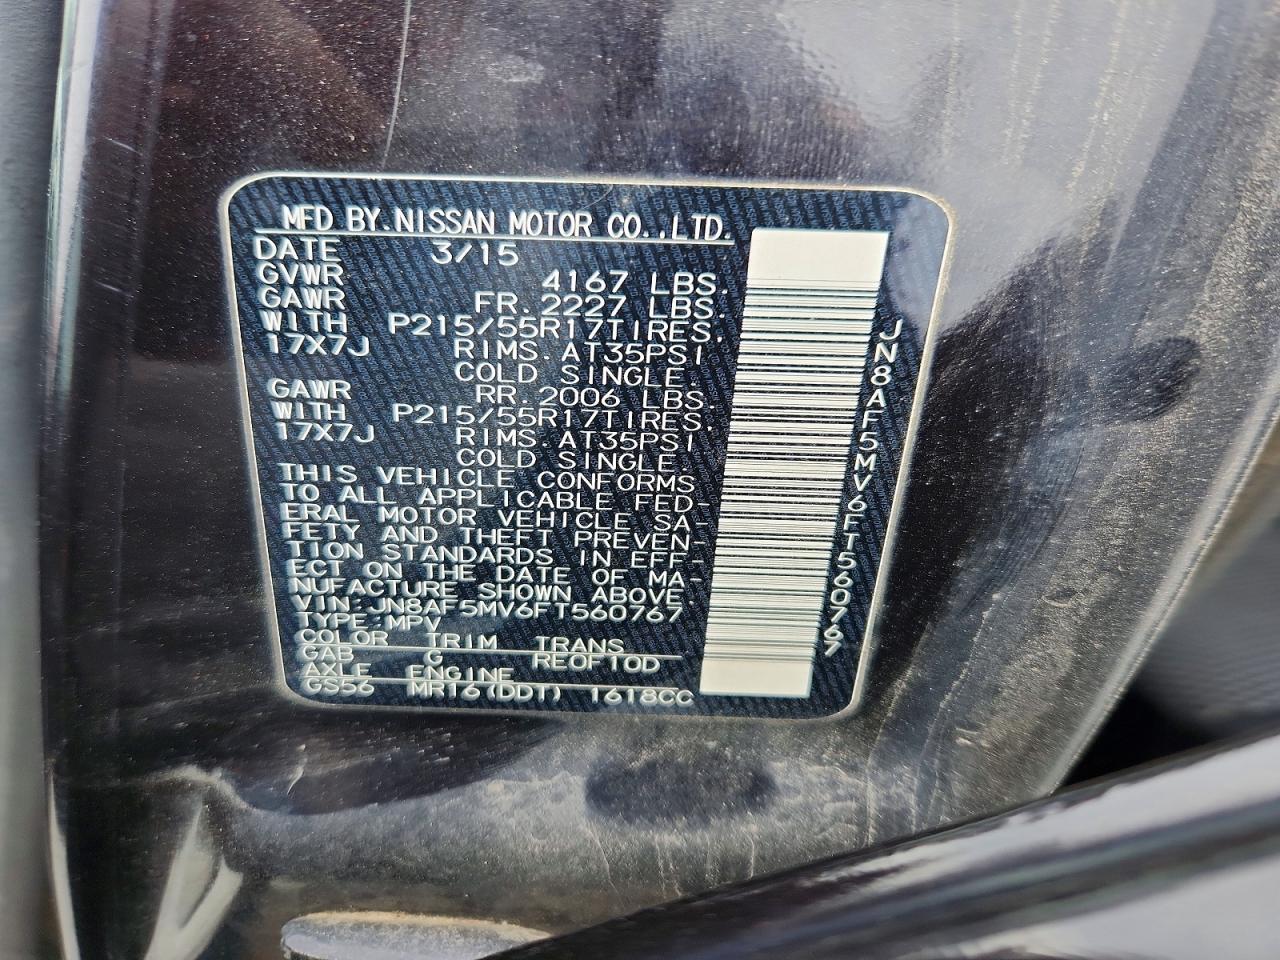 MFD BY.NISSAN MOTOR CO.,LTD.
DATE 3/15
GVWR 4167 LBS.
GAWR FR. 2227 LBS.
WITH P215/55R17TIRES.
17X7J RIMS. AT35PSI
COLD SINGLE.
GAWR RR. 2006 LBS.
WITH P215/55R17TIRES.
17X7J RIMS. AT35PSI
COLD SINGLE.
THIS VEHICLE CONFORMS
TO ALL APPLICABLE FED-
ERAL MOTOR VEHICLE SA-
FETY AND THEFT PREVEN-
TION STANDARDS IN EFF-
ECT ON THE DATE OF MA-
NUFACTURE SHOWN ABOVE.
VIN:JN8AF5MV6FT560767
TYPE:MPV
COLOR TRIM TRANS
GAB G RE0F10D
AXLE ENGINE
GS56 MR16(DDT) 1618CC
JN8AF5MV6FT560767